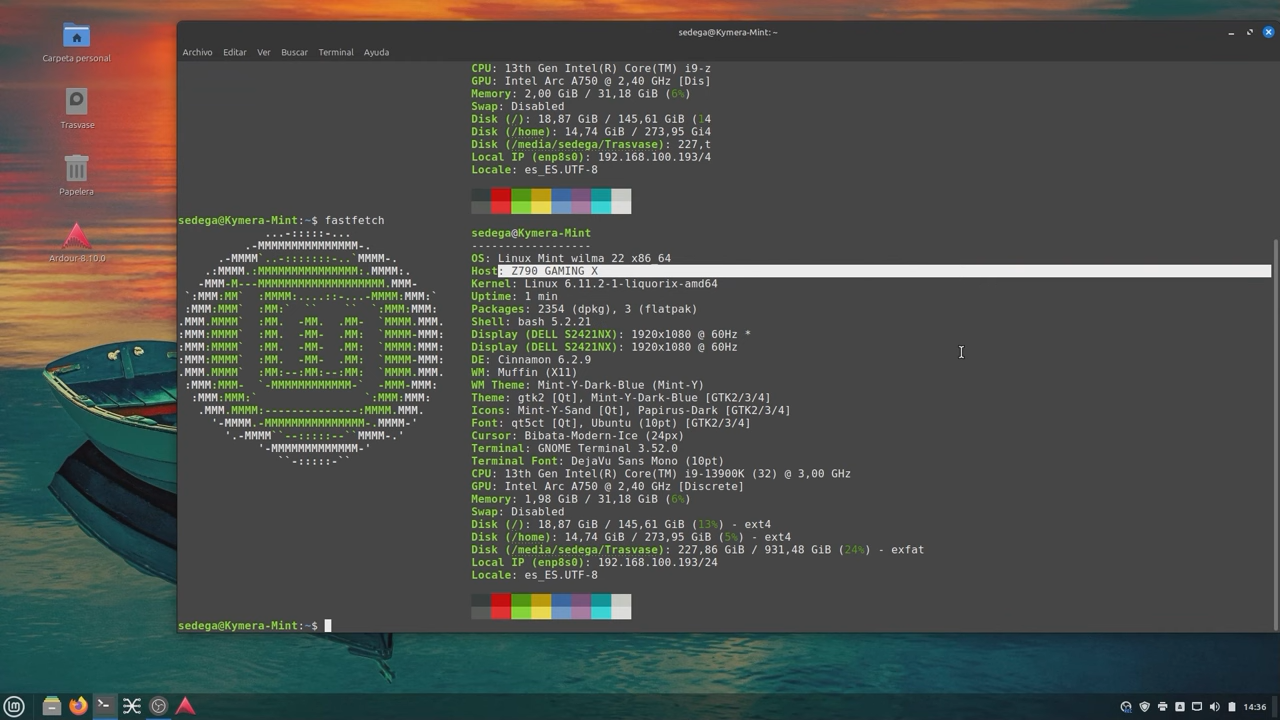 sedega@Kymera-Mint: ~
Archivo Editar Ver Buscar Terminal Ayuda
Carpeta personal
Trasvase
Papelera
Ardour-8.10.0
CPU: 13th Gen Intel(R) Core(TM) i9-z
GPU: Intel Arc A750 @ 2,40 GHz [Dis]
Memory: 2,00 GiB / 31,18 GiB (6%)
Swap: Disabled
Disk (/): 18,87 GiB / 145,61 GiB (14
Disk (/home): 14,74 GiB / 273,95 Gi4
Disk (/media/sedega/Trasvase): 227,t
Local IP (enp8s0): 192.168.100.193/4
Locale: es_ES.UTF-8
sedega@Kymera-Mint:~$ fastfetch
sedega@Kymera-Mint
-----------------
OS: Linux Mint wilma 22 x86_64
Host: Z790 GAMING X
Kernel: Linux 6.11.2-1-liquorix-amd64
Uptime: 1 min
Packages: 2354 (dpkg), 3 (flatpak)
Shell: bash 5.2.21
Display (DELL S2421NX): 1920x1080 @ 60Hz *
Display (DELL S2421NX): 1920x1080 @ 60Hz
DE: Cinnamon 6.2.9
WM: Muffin (X11)
WM Theme: Mint-Y-Dark-Blue (Mint-Y)
Theme: gtk2 [Qt], Mint-Y-Dark-Blue [GTK2/3/4]
Icons: Mint-Y-Sand [Qt], Papirus-Dark [GTK2/3/4]
Font: qt5ct [Qt], Ubuntu (10pt) [GTK2/3/4]
Cursor: Bibata-Modern-Ice (24px)
Terminal: GNOME Terminal 3.52.0
Terminal Font: DejaVu Sans Mono (10pt)
CPU: 13th Gen Intel(R) Core(TM) i9-13900K (32) @ 3,00 GHz
GPU: Intel Arc A750 @ 2,40 GHz [Discrete]
Memory: 1,98 GiB / 31,18 GiB (6%)
Swap: Disabled
Disk (/): 18,87 GiB / 145,61 GiB (13%) - ext4
Disk (/home): 14,74 GiB / 273,95 GiB (5%) - ext4
Disk (/media/sedega/Trasvase): 227,86 GiB / 931,48 GiB (24%) - exfat
Local IP (enp8s0): 192.168.100.193/24
Locale: es_ES.UTF-8
sedega@Kymera-Mint:~$
14:36